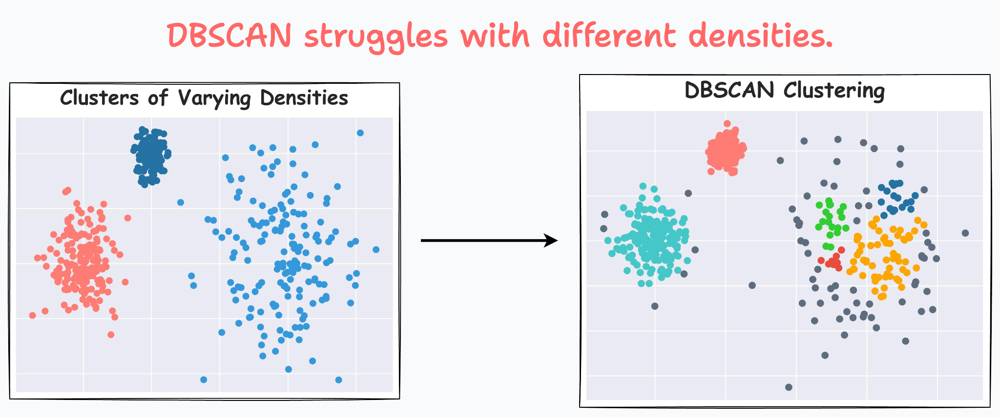 DBSCAN struggles with different densities.
Clusters of Varying Densities
DBSCAN Clustering